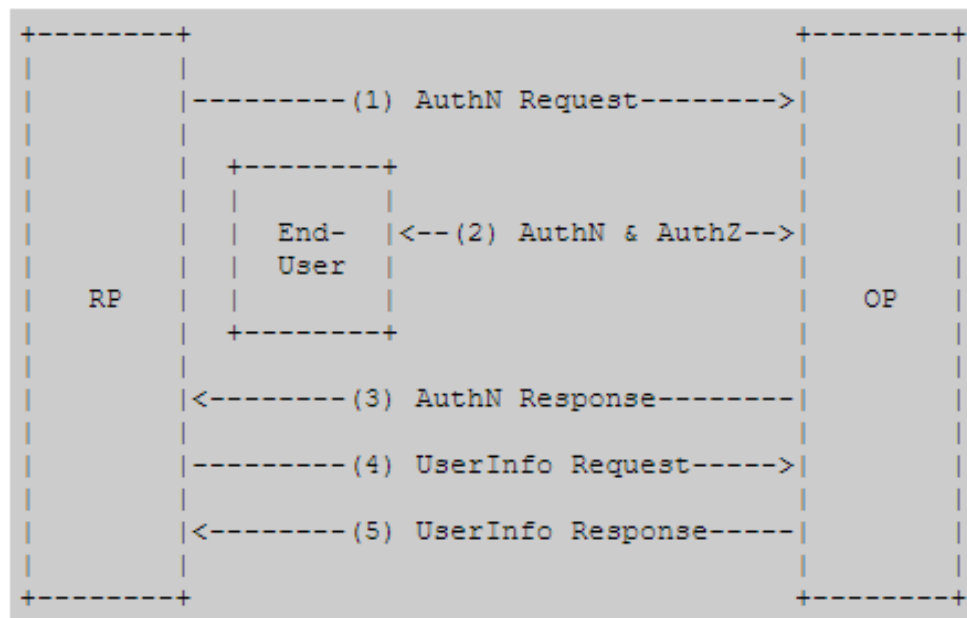 (1) AuthN Request
End-
(2) AuthN & AuthZ
User
RP
OP
(3) AuthN Response
(4) UserInfo Request
(5) UserInfo Response